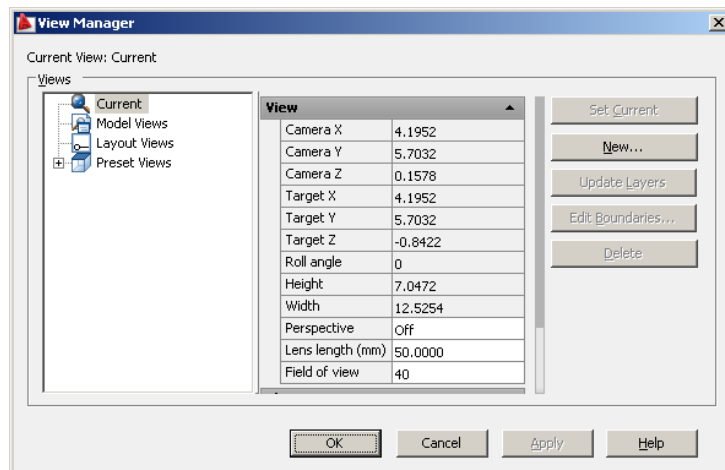 View Manager
Current View: Current
Views
Current
Model Views
Layout Views
Preset Views
View
Camera X 4.1952
Camera Y 5.7032
Camera Z 0.1578
Target X 4.1952
Target Y 5.7032
Target Z -0.8422
Roll angle 0
Height 7.0472
Width 12.5254
Perspective Off
Lens length (mm) 50.0000
Field of view 40
Set Current
New...
Update Layers
Edit Boundaries...
Delete
OK Cancel Apply Help